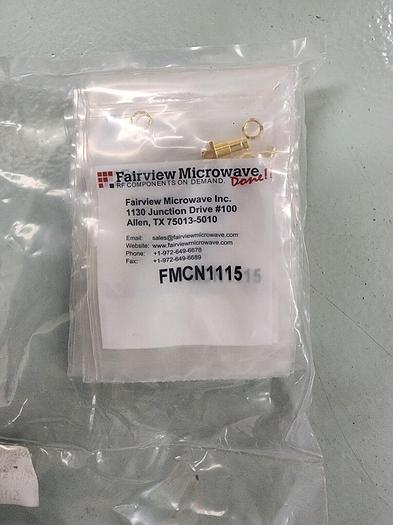 Fairview Microwave
RF COMPONENTS ON DEMAND. Done!
Fairview Microwave Inc.
1130 Junction Drive #100
Allen, TX 75013-5010
Email: sales@fairviewmicrowave.com
Website: www.fairviewmicrowave.com
Phone: +1-972-649-6678
Fax: +1-972-649-6689
FMCN1115 15